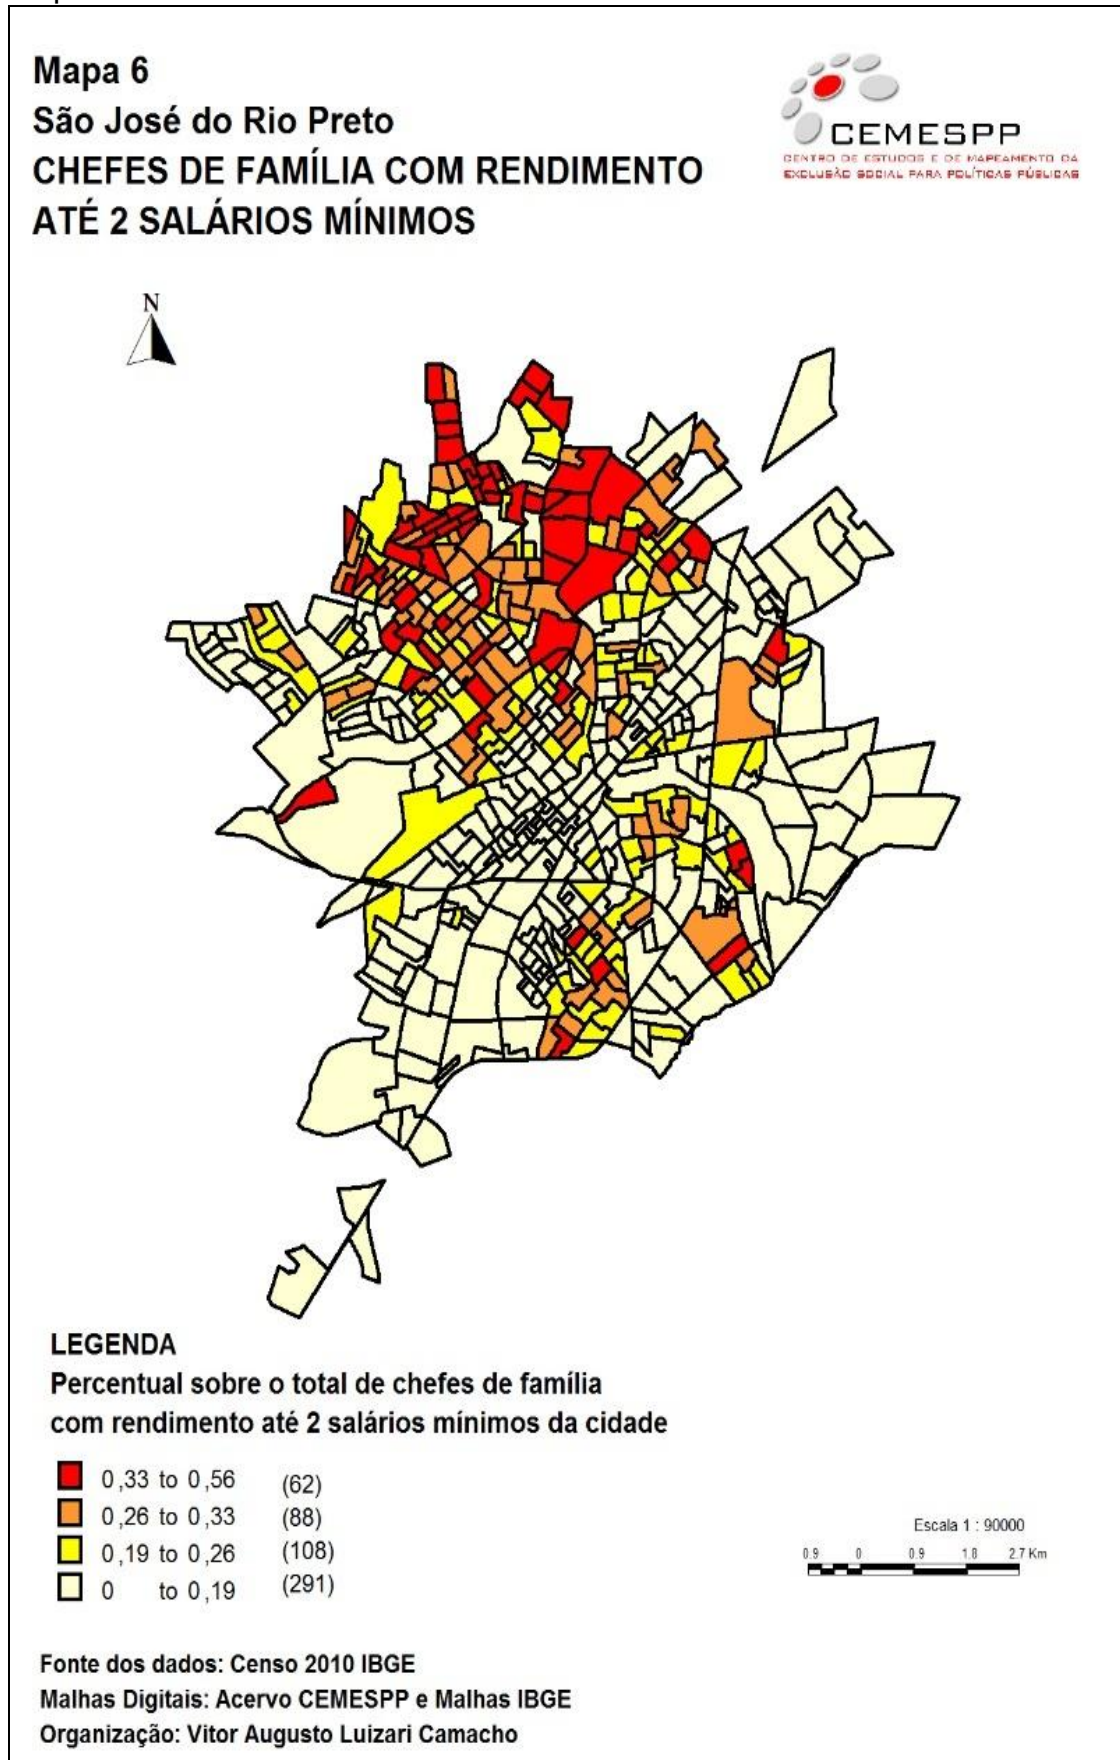 Mapa 6
São José do Rio Preto
CHEFES DE FAMÍLIA COM RENDIMENTO
ATÉ 2 SALÁRIOS MÍNIMOS
CEMESPP
CENTRO DE ESTUDOS E DE MAPEAMENTO DA
EXCLUSÃO SOCIAL PARA POLÍTICAS PÚBLICAS
N
LEGENDA
Percentual sobre o total de chefes de família
com rendimento até 2 salários mínimos da cidade
0,33 to 0,56 (62)
0,26 to 0,33 (88)
0,19 to 0,26 (108)
0 to 0,19 (291)
Escala 1 : 90000
0.9 0 0.9 1.8 2.7 Km
Fonte dos dados: Censo 2010 IBGE
Malhas Digitais: Acervo CEMESPP e Malhas IBGE
Organização: Vitor Augusto Luizari Camacho